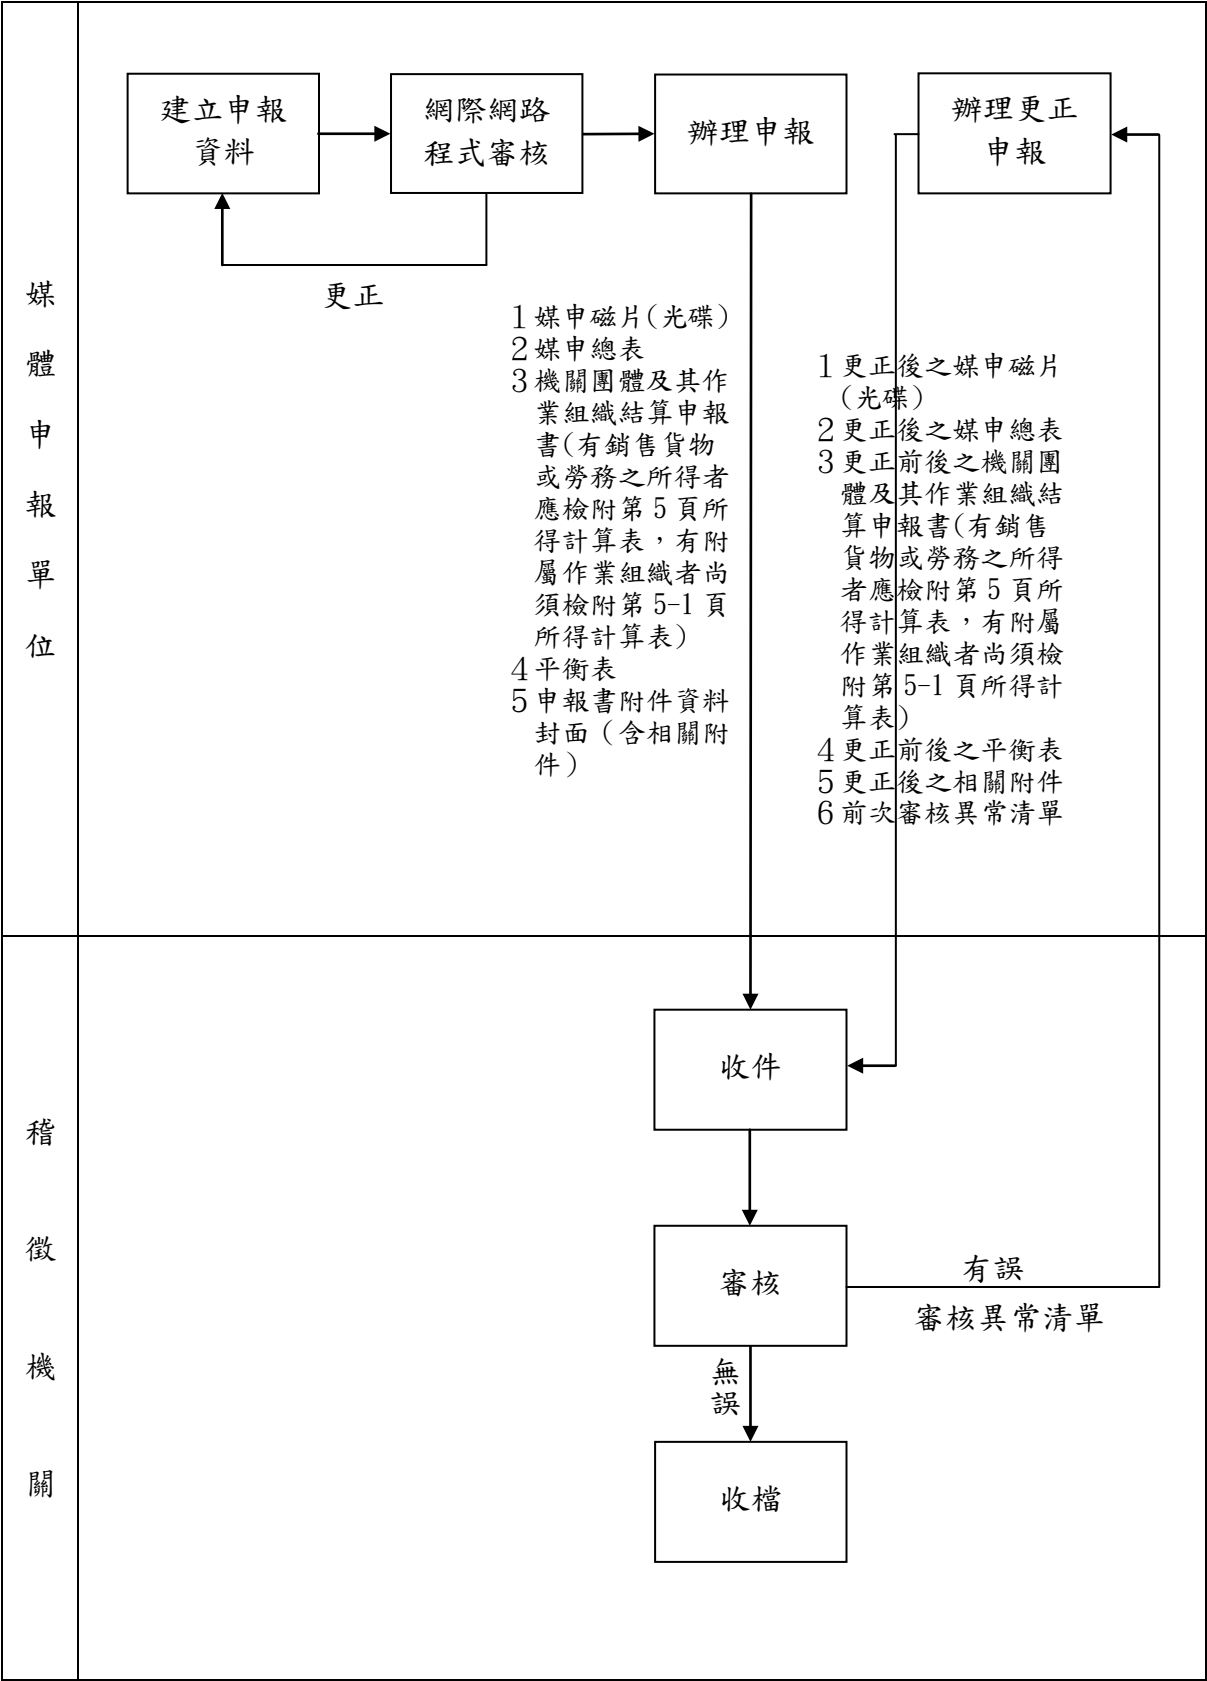 媒
體
申
報
單
位
建立申報
資料
網際網路
程式審核
辦理申報
辦理更正
申報
更正
1媒申磁片(光碟)
2媒申總表
3機關團體及其作
業組織結算申報
書(有銷售貨物
或勞務之所得者
應檢附第5頁所
得計算表，有附
屬作業組織者尚
須檢附第5-1頁
所得計算表)
4平衡表
5申報書附件資料
封面（含相關附
件）
1更正後之媒申磁片
(光碟)
2更正後之媒申總表
3更正前後之機關團
體及其作業組織結
算申報書(有銷售
貨物或勞務之所得
者應檢附第5頁所
得計算表，有附屬
作業組織者尚須檢
附第5-1頁所得計
算表)
4更正前後之平衡表
5更正後之相關附件
6前次審核異常清單
稽
徵
機
關
收件
審核
有誤
審核異常清單
無
誤
收檔